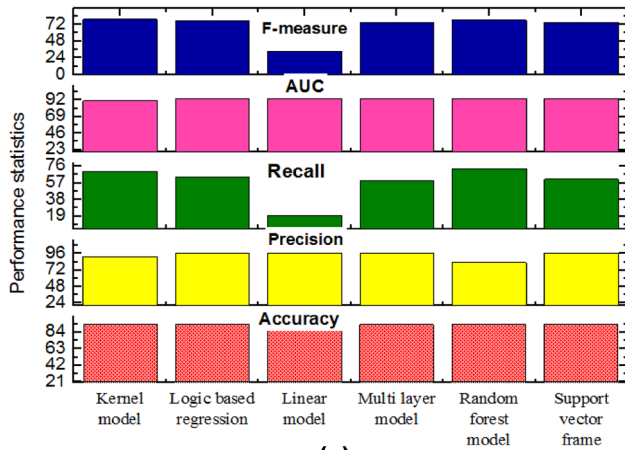 Performance statistics
F-measure
72
48
24
0
AUC
92
69
46
23
Recall
76
57
38
19
Precision
96
72
48
24
Accuracy
84
63
42
21
Kernel model
Logic based regression
Linear model
Multi layer model
Random forest model
Support vector frame